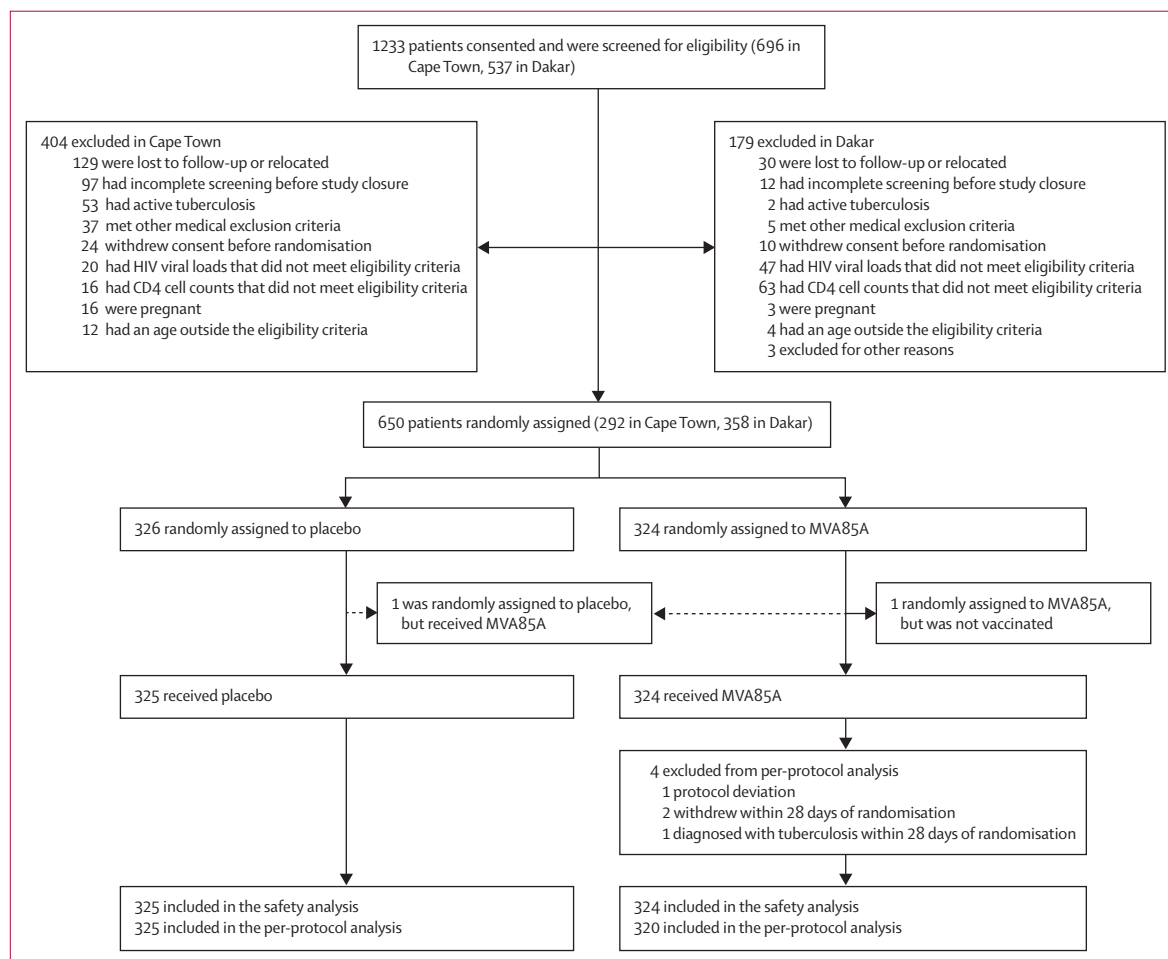 1233 patients consented and were screened for eligibility (696 in
Cape Town, 537 in Dakar)
404 excluded in Cape Town
129 were lost to follow-up or relocated
97 had incomplete screening before study closure
53 had active tuberculosis
37 met other medical exclusion criteria
24 withdrew consent before randomisation
20 had HIV viral loads that did not meet eligibility criteria
16 had CD4 cell counts that did not meet eligibility criteria
16 were pregnant
12 had an age outside the eligibility criteria
179 excluded in Dakar
30 were lost to follow-up or relocated
12 had incomplete screening before study closure
2 had active tuberculosis
5 met other medical exclusion criteria
10 withdrew consent before randomisation
47 had HIV viral loads that did not meet eligibility criteria
63 had CD4 cell counts that did not meet eligibility criteria
3 were pregnant
4 had an age outside the eligibility criteria
3 excluded for other reasons
650 patients randomly assigned (292 in Cape Town, 358 in Dakar)
326 randomly assigned to placebo
324 randomly assigned to MVA85A
1 was randomly assigned to placebo,
but received MVA85A
1 randomly assigned to MVA85A,
but was not vaccinated
325 received placebo
324 received MVA85A
4 excluded from per-protocol analysis
1 protocol deviation
2 withdrew within 28 days of randomisation
1 diagnosed with tuberculosis within 28 days of randomisation
325 included in the safety analysis
325 included in the per-protocol analysis
324 included in the safety analysis
320 included in the per-protocol analysis